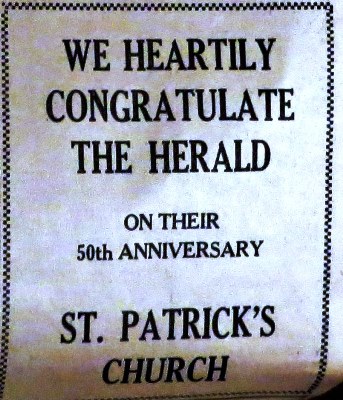 WE HEARTILY
CONGRATULATE
THE HERALD
ON THEIR
50th ANNIVERSARY
ST. PATRICK'S
CHURCH